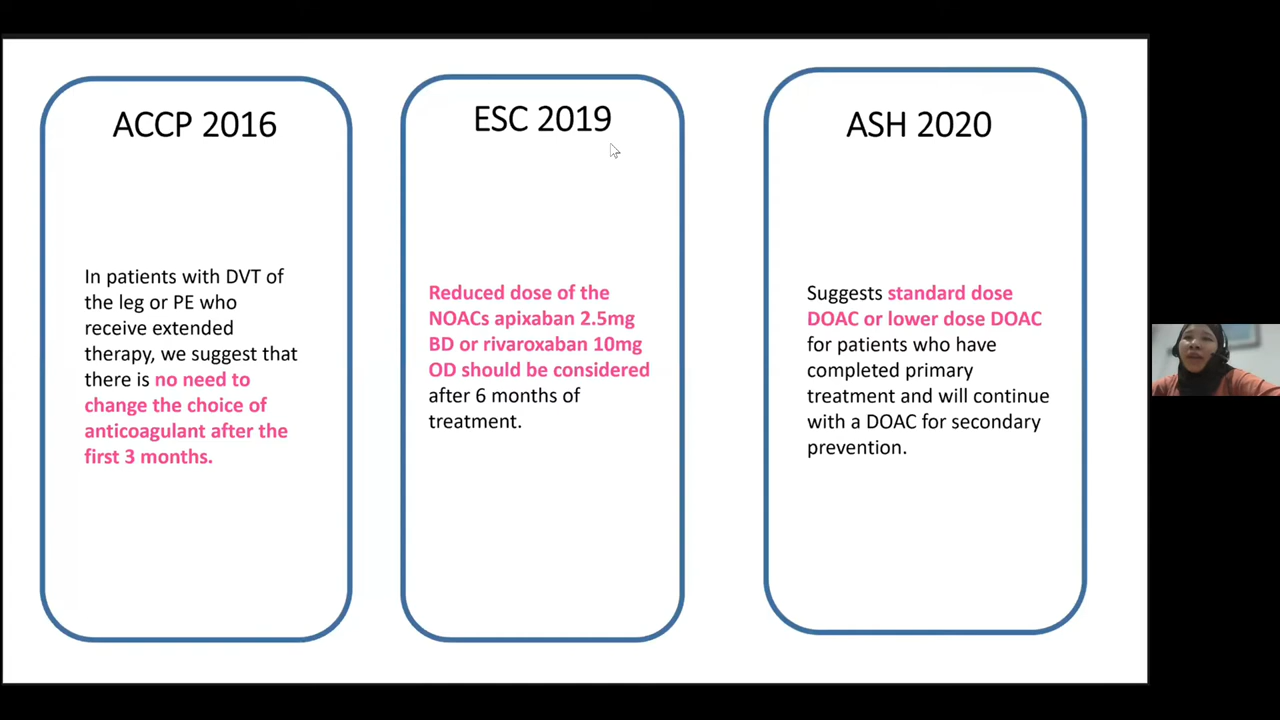 ACCP 2016
In patients with DVT of
the leg or PE who
receive extended
therapy, we suggest that
there is no need to
change the choice of
anticoagulant after the
first 3 months.
ESC 2019
Reduced dose of the
NOACs apixaban 2.5mg
BD or rivaroxaban 10mg
OD should be considered
after 6 months of
treatment.
ASH 2020
Suggests standard dose
DOAC or lower dose DOAC
for patients who have
completed primary
treatment and will continue
with a DOAC for secondary
prevention.